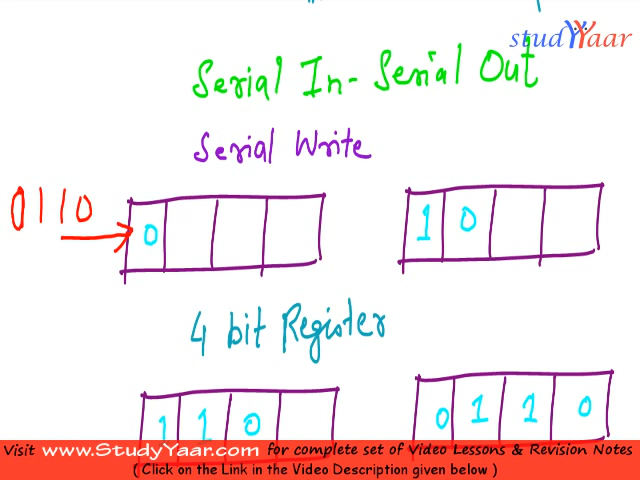 studYYaar
Serial In-Serial Out
Serial Write
0110
0
1 0
4 bit Register
1 1 0
0 1 1 0
Visit www.StudyYaar.com for complete set of Video Lessons & Revision Notes
( Click on the Link in the Video Description given below )